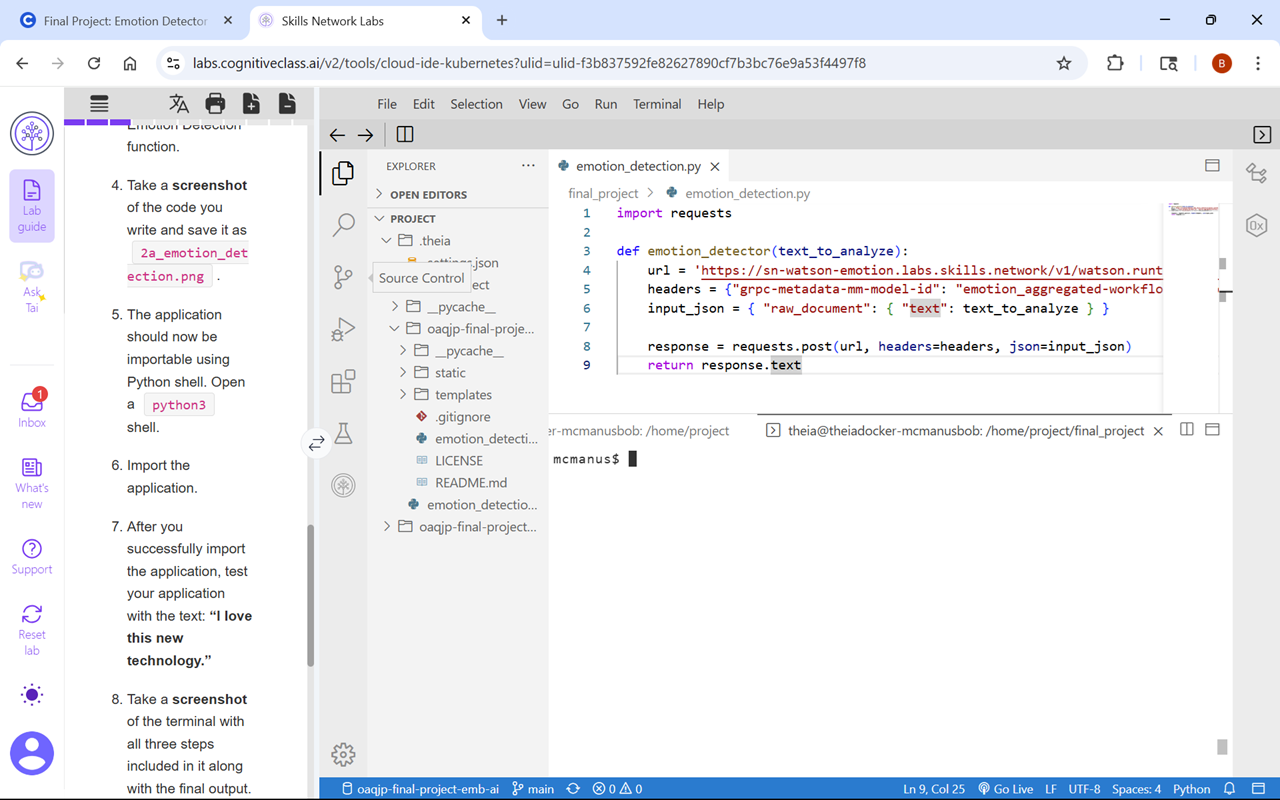 Final Project: Emotion Detector
Skills Network Labs
labs.cognitiveclass.ai/v2/tools/cloud-ide-kubernetes?ulid=ulid-f3b837592fe82627890cf7b3bc76e9a53f4497f8
B
File Edit Selection View Go Run Terminal Help
Lab
guide
Ask
Tai
1
Inbox
What's
new
Support
Reset
lab
Emotion Detection
function.
4. Take a screenshot
of the code you
write and save it as
2a_emotion_det
ection.png .
5. The application
should now be
importable using
Python shell. Open
a python3
shell.
6. Import the
application.
7. After you
successfully import
the application, test
your application
with the text: “I love
this new
technology.”
8. Take a screenshot
of the terminal with
all three steps
included in it along
with the final output.
EXPLORER
OPEN EDITORS
PROJECT
.theia
settings.json
Source Control
__pycache__
oaqjp-final-proje...
__pycache__
static
templates
.gitignore
emotion_detecti...
LICENSE
README.md
emotion_detectio...
oaqjp-final-project...
emotion_detection.py
final_project > emotion_detection.py
1 import requests
2
3 def emotion_detector(text_to_analyze):
4 url = 'https://sn-watson-emotion.labs.skills.network/v1/watson.runt
5 headers = {"grpc-metadata-mm-model-id": "emotion_aggregated-workflo
6 input_json = { "raw_document": { "text": text_to_analyze } }
7
8 response = requests.post(url, headers=headers, json=input_json)
9 return response.text
er-mcmanusbob: /home/project
theia@theiadocker-mcmanusbob: /home/project/final_project
mcmanus$
0x
oaqjp-final-project-emb-ai main 0 0 Ln 9, Col 25 Go Live LF UTF-8 Spaces: 4 Python